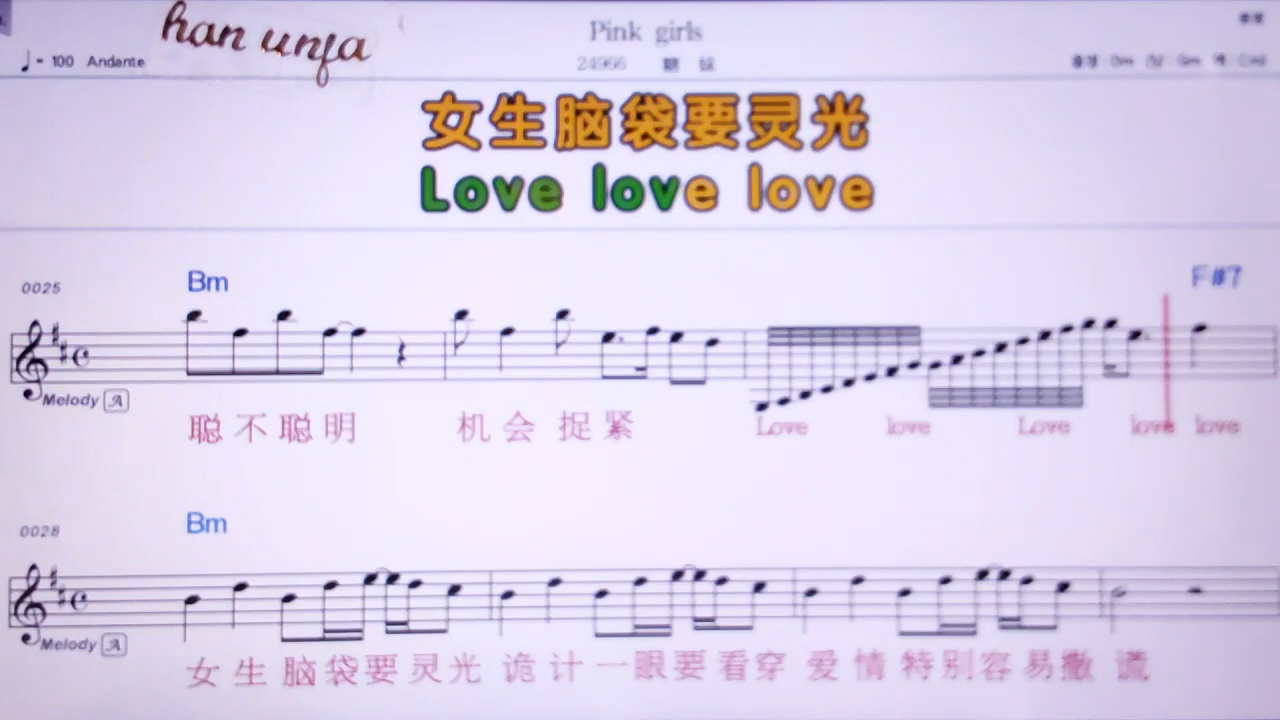 han unja
Pink girls
♩= 100 Andante
24966 糖 妹
女生脑袋要灵光
Love love love
0025
Bm
F#7
Melody A
聪不聪明 机会捉紧 Love love Love love love
0028
Bm
Melody A
女生脑袋要灵光 诡计一眼要看穿 爱情特别容易撒谎